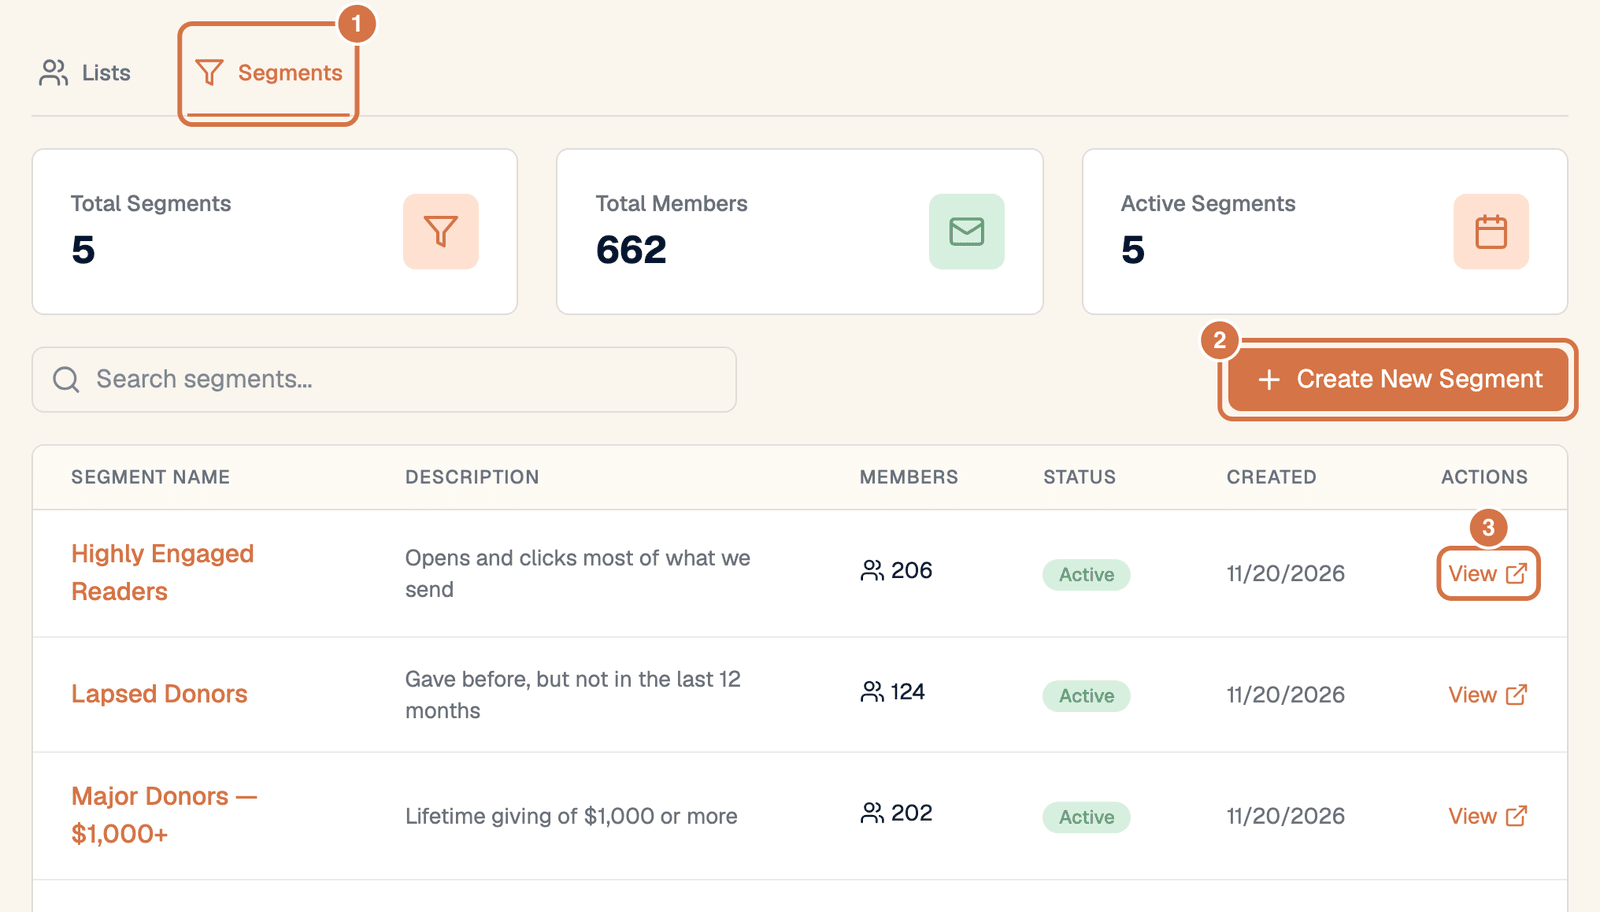 1
Lists
Segments
Total Segments
5
Total Members
662
Active Segments
5
Search segments...
2
Create New Segment
SEGMENT NAME
DESCRIPTION
MEMBERS
STATUS
CREATED
ACTIONS
3
Highly Engaged
Readers
Opens and clicks most of what we
send
206
Active
11/20/2026
View
Lapsed Donors
Gave before, but not in the last 12
months
124
Active
11/20/2026
View
Major Donors —
$1,000+
Lifetime giving of $1,000 or more
202
Active
11/20/2026
View